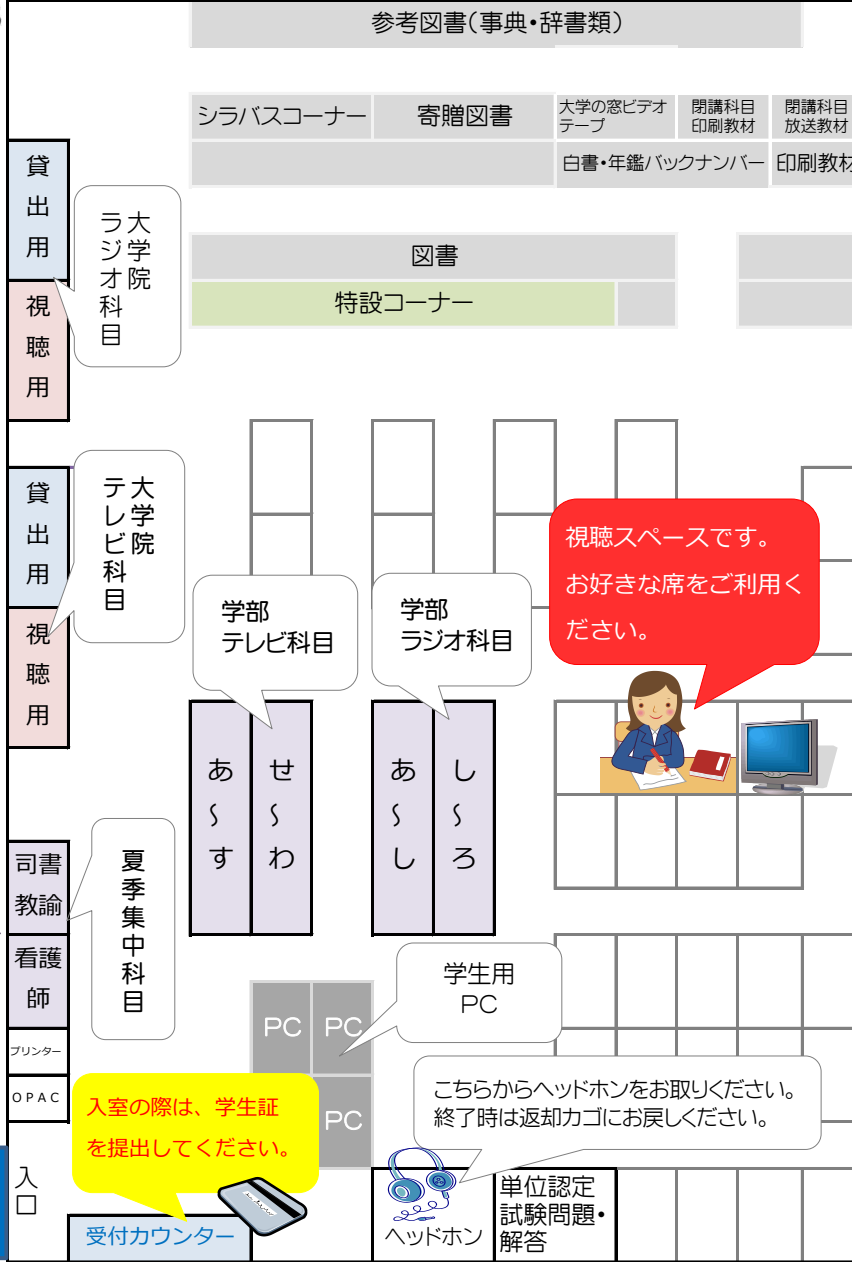 参考図書(事典・辞書類)
シラバスコーナー
寄贈図書
大学の窓ビデオ
テープ
閉講科目
印刷教材
閉講科目
放送教材
白書・年鑑バックナンバー
印刷教材
貸出用
視聴用
大学院
ラジオ科目
図書
特設コーナー
貸出用
視聴用
大学院
テレビ科目
学部
テレビ科目
学部
ラジオ科目
視聴スペースです。
お好きな席をご利用く
ださい。
あ~す
せ~わ
あ~し
し~ろ
司書
教諭
看護
師
夏季集中科目
プリンター
OPAC
PC
PC
PC
学生用
PC
こちらからヘッドホンをお取りください。
終了時は返却カゴにお戻しください。
入室の際は、学生証
を提出してください。
入口
受付カウンター
ヘッドホン
単位認定
試験問題・
解答